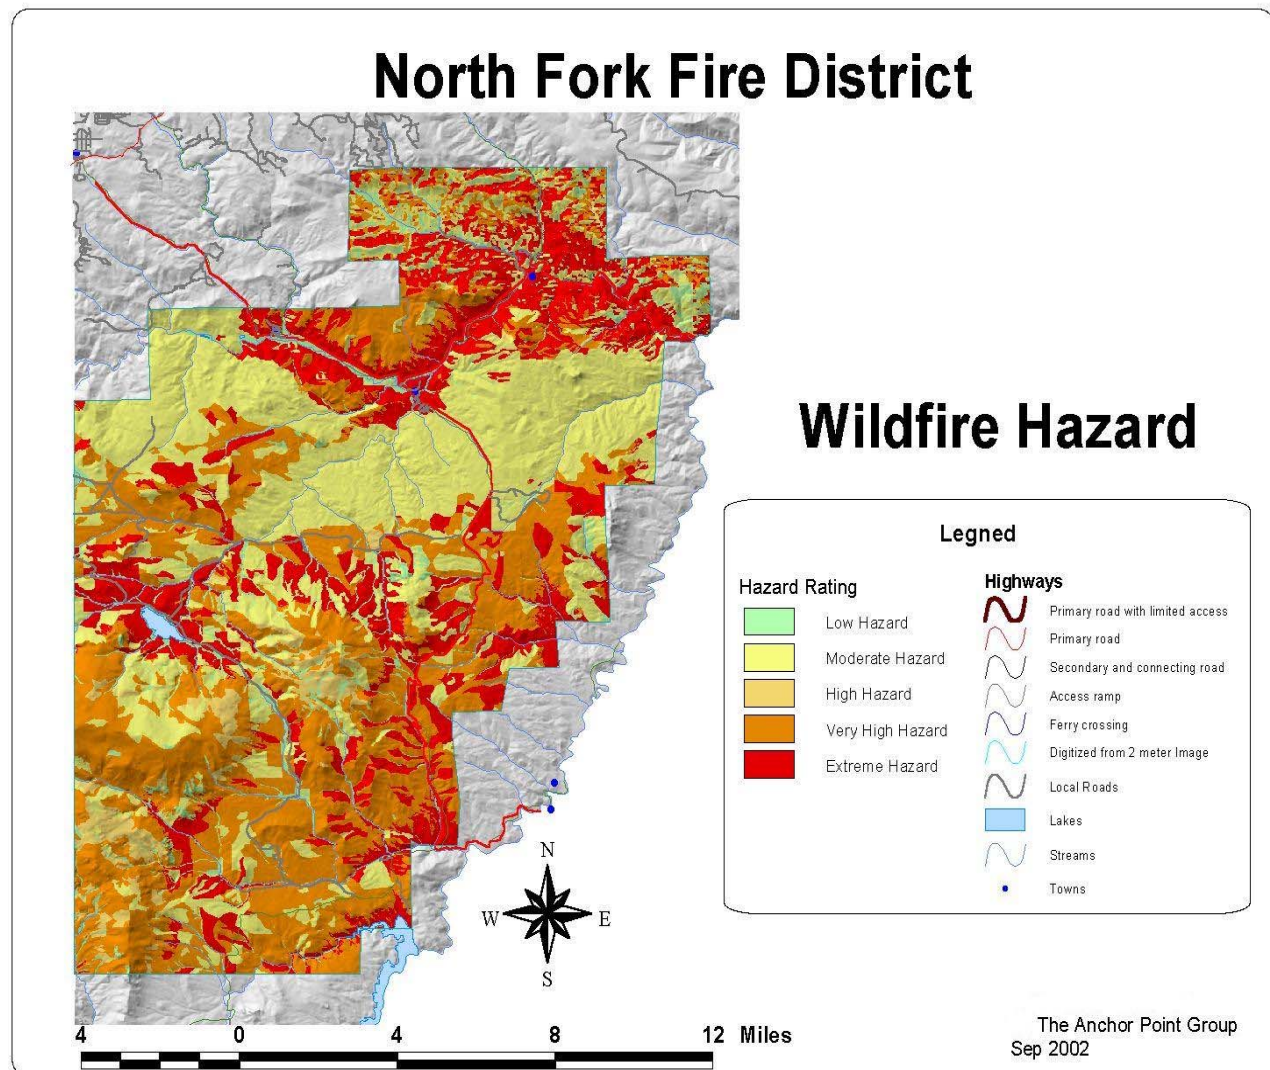 North Fork Fire District
Wildfire Hazard
Legned
Hazard Rating
Low Hazard
Moderate Hazard
High Hazard
Very High Hazard
Extreme Hazard
Highways
Primary road with limited access
Primary road
Secondary and connecting road
Access ramp
Ferry crossing
Digitized from 2 meter Image
Local Roads
Lakes
Streams
Towns
N
W E
S
4 0 4 8 12 Miles
The Anchor Point Group
Sep 2002